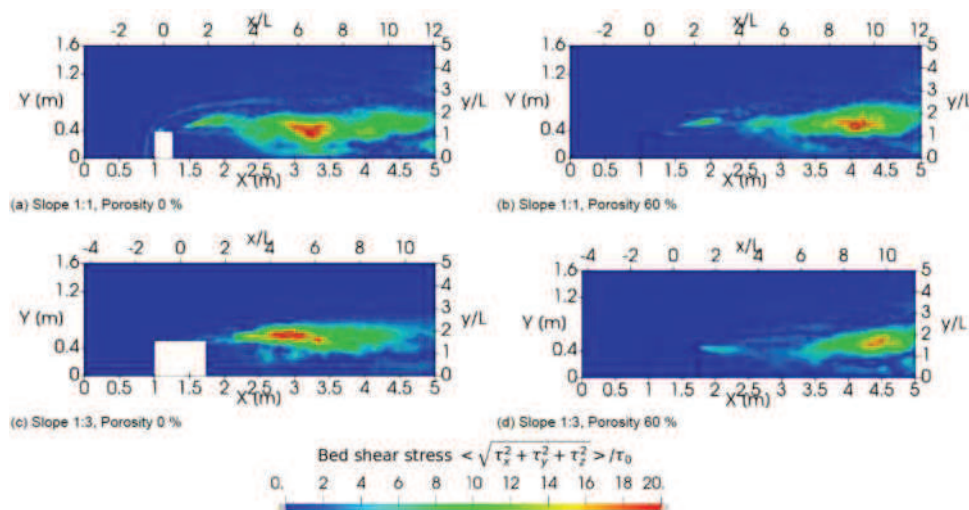 x/L x/L
-2 0 2 4 6 8 10 12 -2 0 2 4 6 8 10 12
1.6 5 1.6 5
1.2 4 1.2 4
3 3
Y (m) y/L Y (m) y/L
0.4 2 0.4 2
1 1
0 0 0 0
0 0.5 1 1.5 2 2.5 3 3.5 4 4.5 5 0 0.5 1 1.5 2 2.5 3 3.5 4 4.5 5
X (m) X (m)
(a) Slope 1:1, Porosity 0 % (b) Slope 1:1, Porosity 60 %
x/L x/L
-4 -2 0 2 4 6 8 10 -4 -2 0 2 4 6 8 10
1.6 5 1.6 5
1.2 4 1.2 4
3 3
Y (m) y/L Y (m) y/L
0.4 2 0.4 2
1 1
0 0 0 0
0 0.5 1 1.5 2 2.5 3 3.5 4 4.5 5 0 0.5 1 1.5 2 2.5 3 3.5 4 4.5 5
X (m) X (m)
(c) Slope 1:3, Porosity 0 % (d) Slope 1:3, Porosity 60 %
Bed shear stress < √(τ_x² + τ_y² + τ_z²) > /τ₀
0. 2 4 6 8 10 12 14 16 18 20.